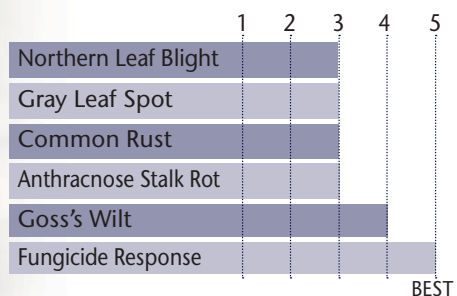 1 2 3 4 5
Northern Leaf Blight
Gray Leaf Spot
Common Rust
Anthracnose Stalk Rot
Goss's Wilt
Fungicide Response
BEST